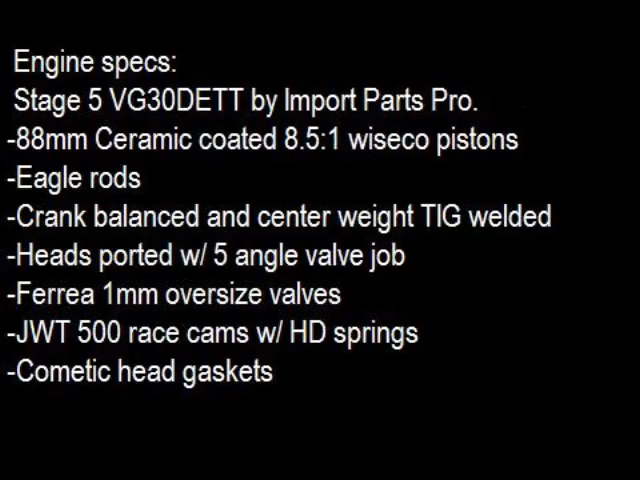 Engine specs:
Stage 5 VG30DETT by Import Parts Pro.
-88mm Ceramic coated 8.5:1 wiseco pistons
-Eagle rods
-Crank balanced and center weight TIG welded
-Heads ported w/ 5 angle valve job
-Ferrea 1mm oversize valves
-JWT 500 race cams w/ HD springs
-Cometic head gaskets